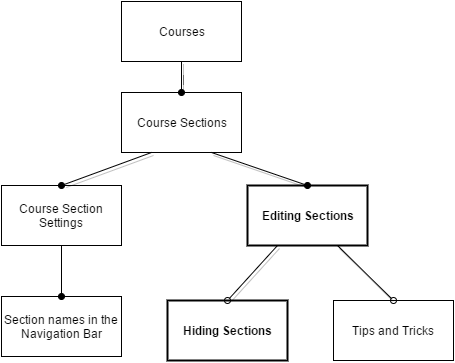 Courses
Course Sections
Course Section
Settings
Editing Sections
Section names in the
Navigation Bar
Hiding Sections
Tips and Tricks